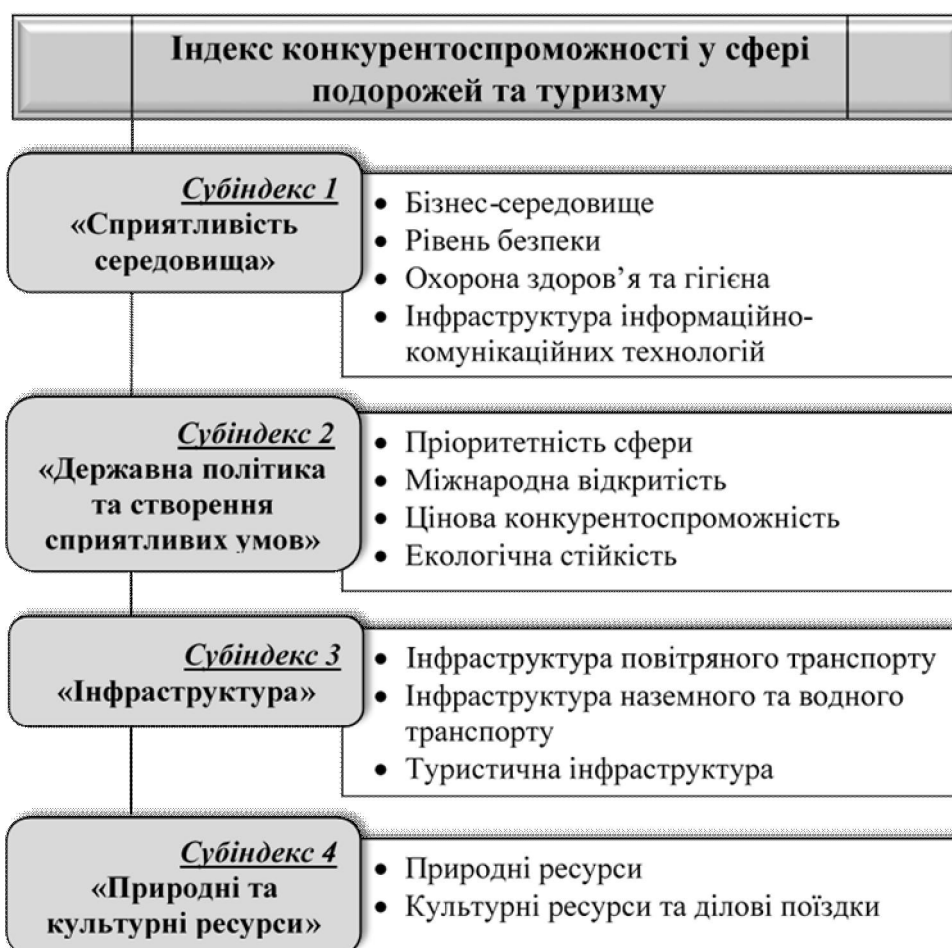 Індекс конкурентоспроможності у сфері
подорожей та туризму
Субіндекс 1
«Сприятливість
середовища»
• Бізнес-середовище
• Рівень безпеки
• Охорона здоров’я та гігієна
• Інфраструктура інформаційно-
комунікаційних технологій
Субіндекс 2
«Державна політика
та створення
сприятливих умов»
• Пріоритетність сфери
• Міжнародна відкритість
• Цінова конкурентоспроможність
• Екологічна стійкість
Субіндекс 3
«Інфраструктура»
• Інфраструктура повітряного транспорту
• Інфраструктура наземного та водного
транспорту
• Туристична інфраструктура
Субіндекс 4
«Природні та
культурні ресурси»
• Природні ресурси
• Культурні ресурси та ділові поїздки